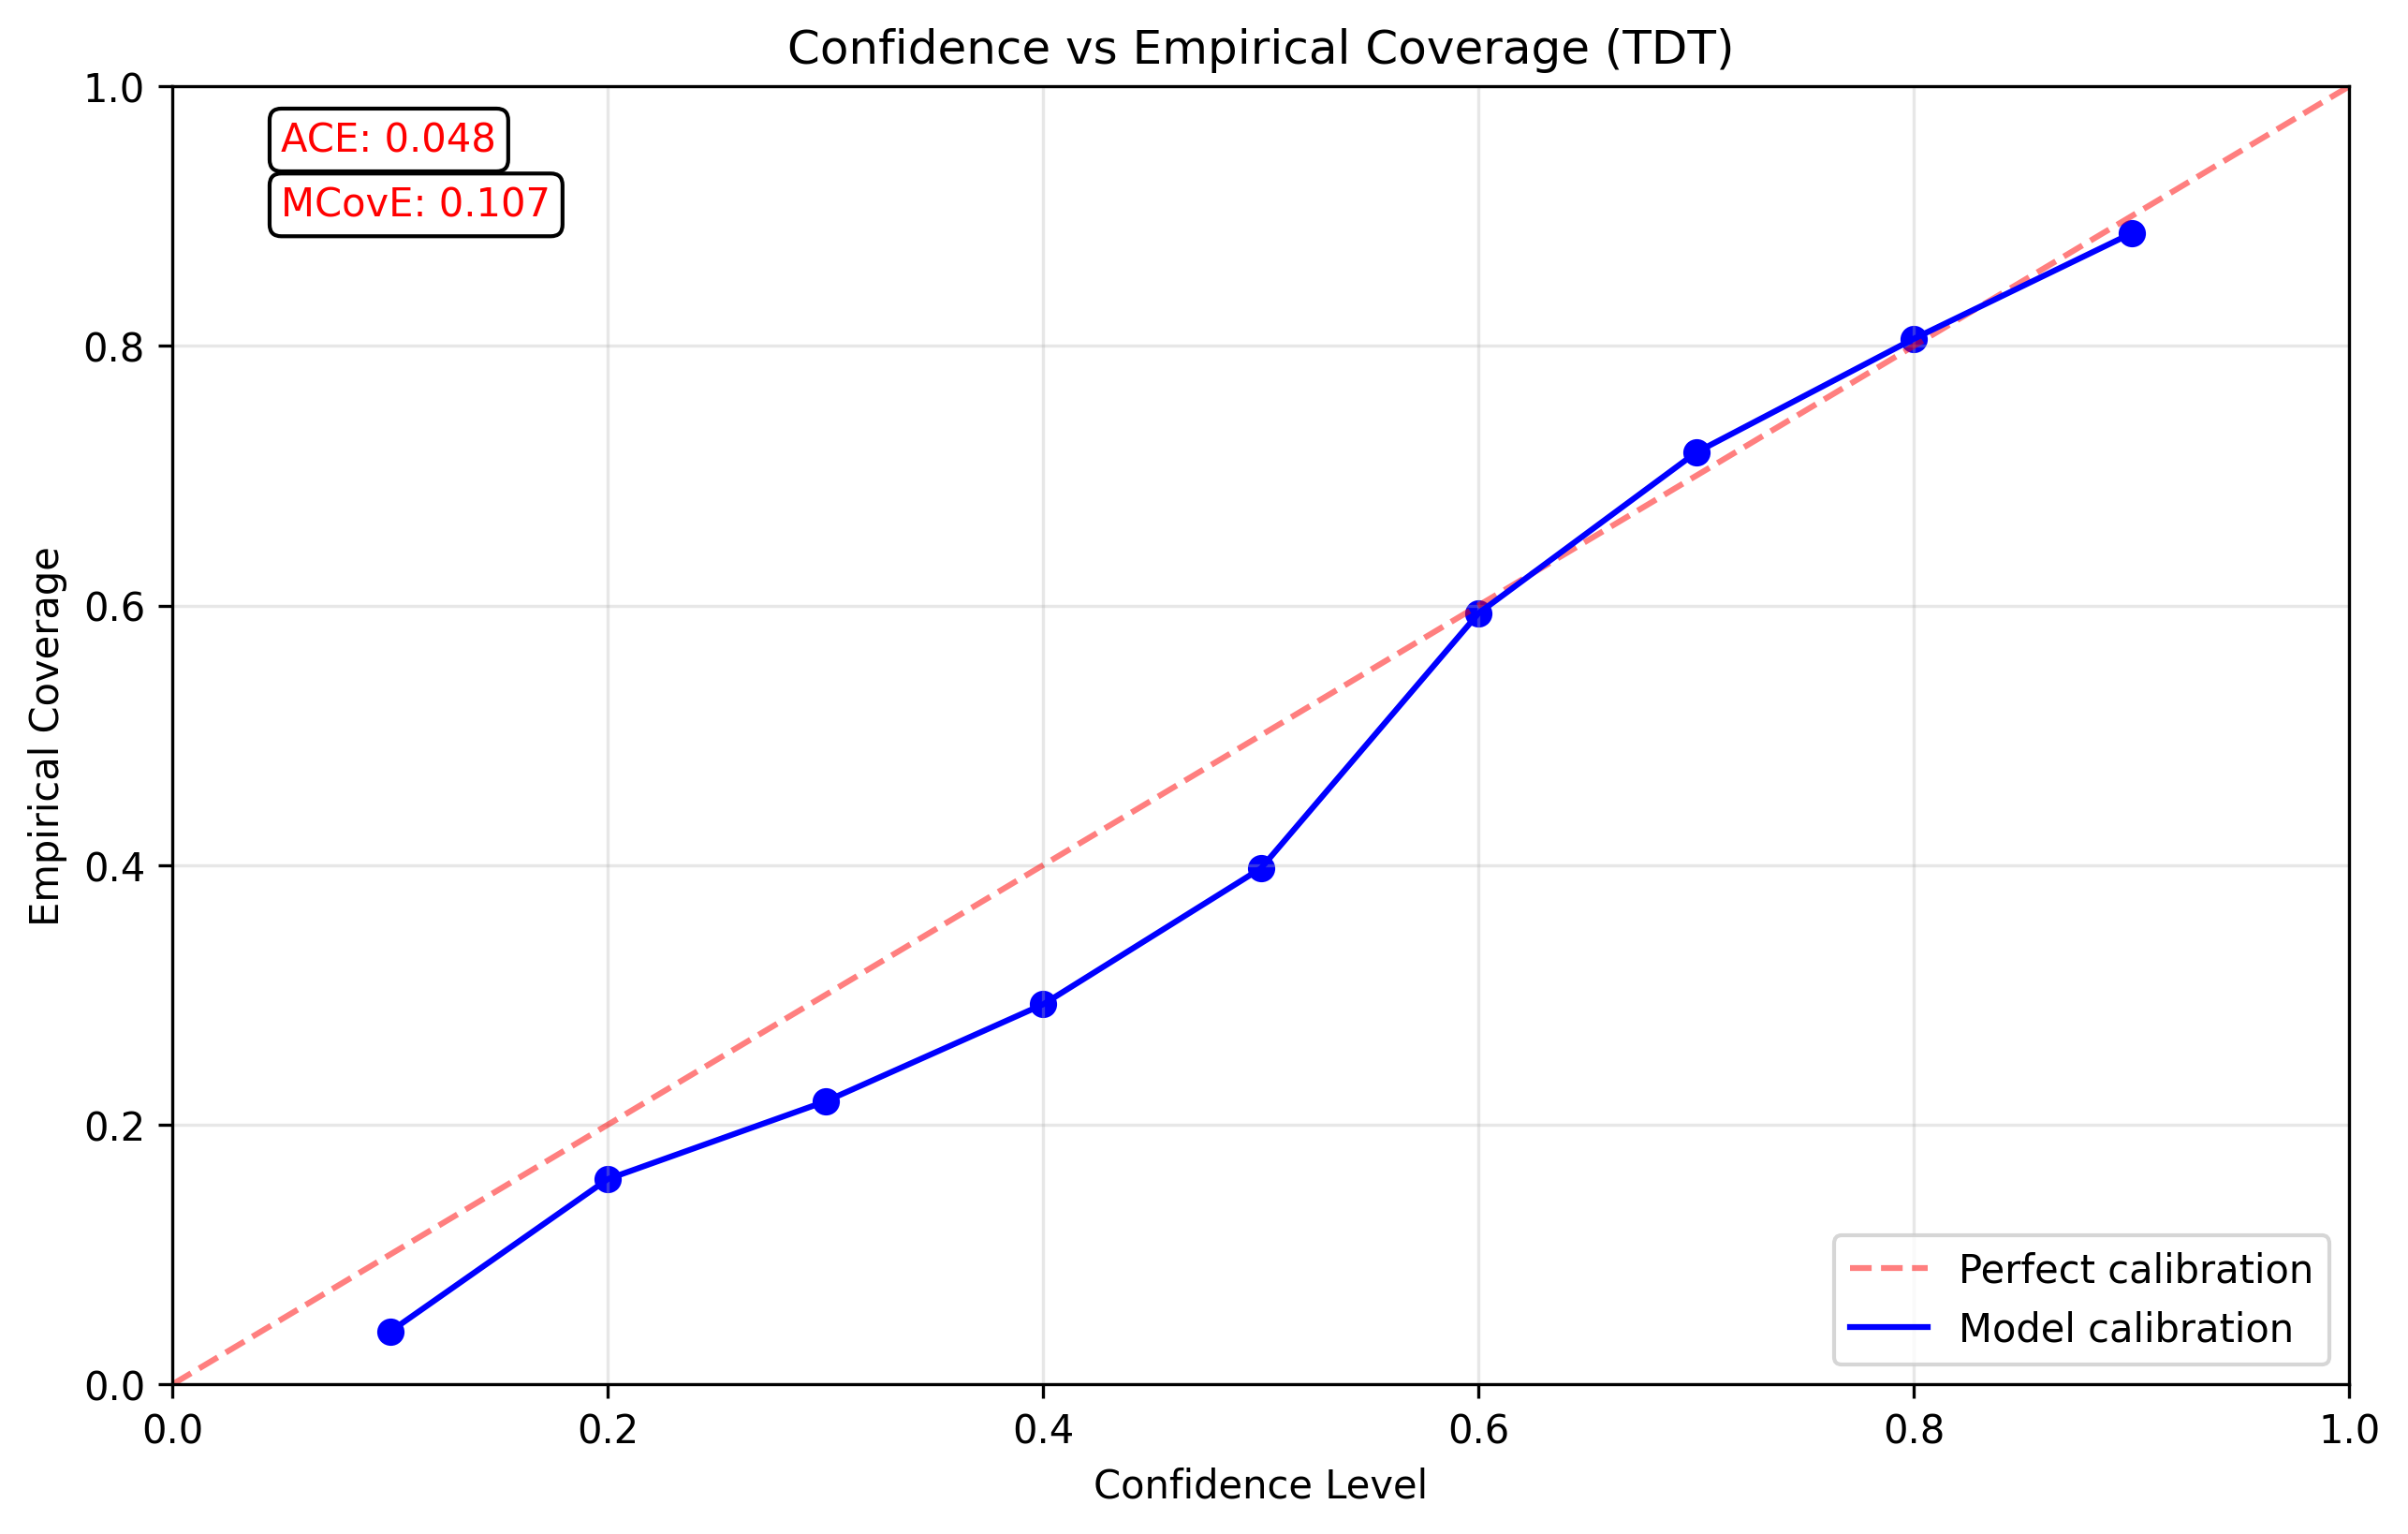 Confidence vs Empirical Coverage (TDT)
ACE: 0.048
MCovE: 0.107
1.0
0.8
0.6
0.4
0.2
0.0
Empirical Coverage
0.0 0.2 0.4 0.6 0.8 1.0
Confidence Level
Perfect calibration
Model calibration